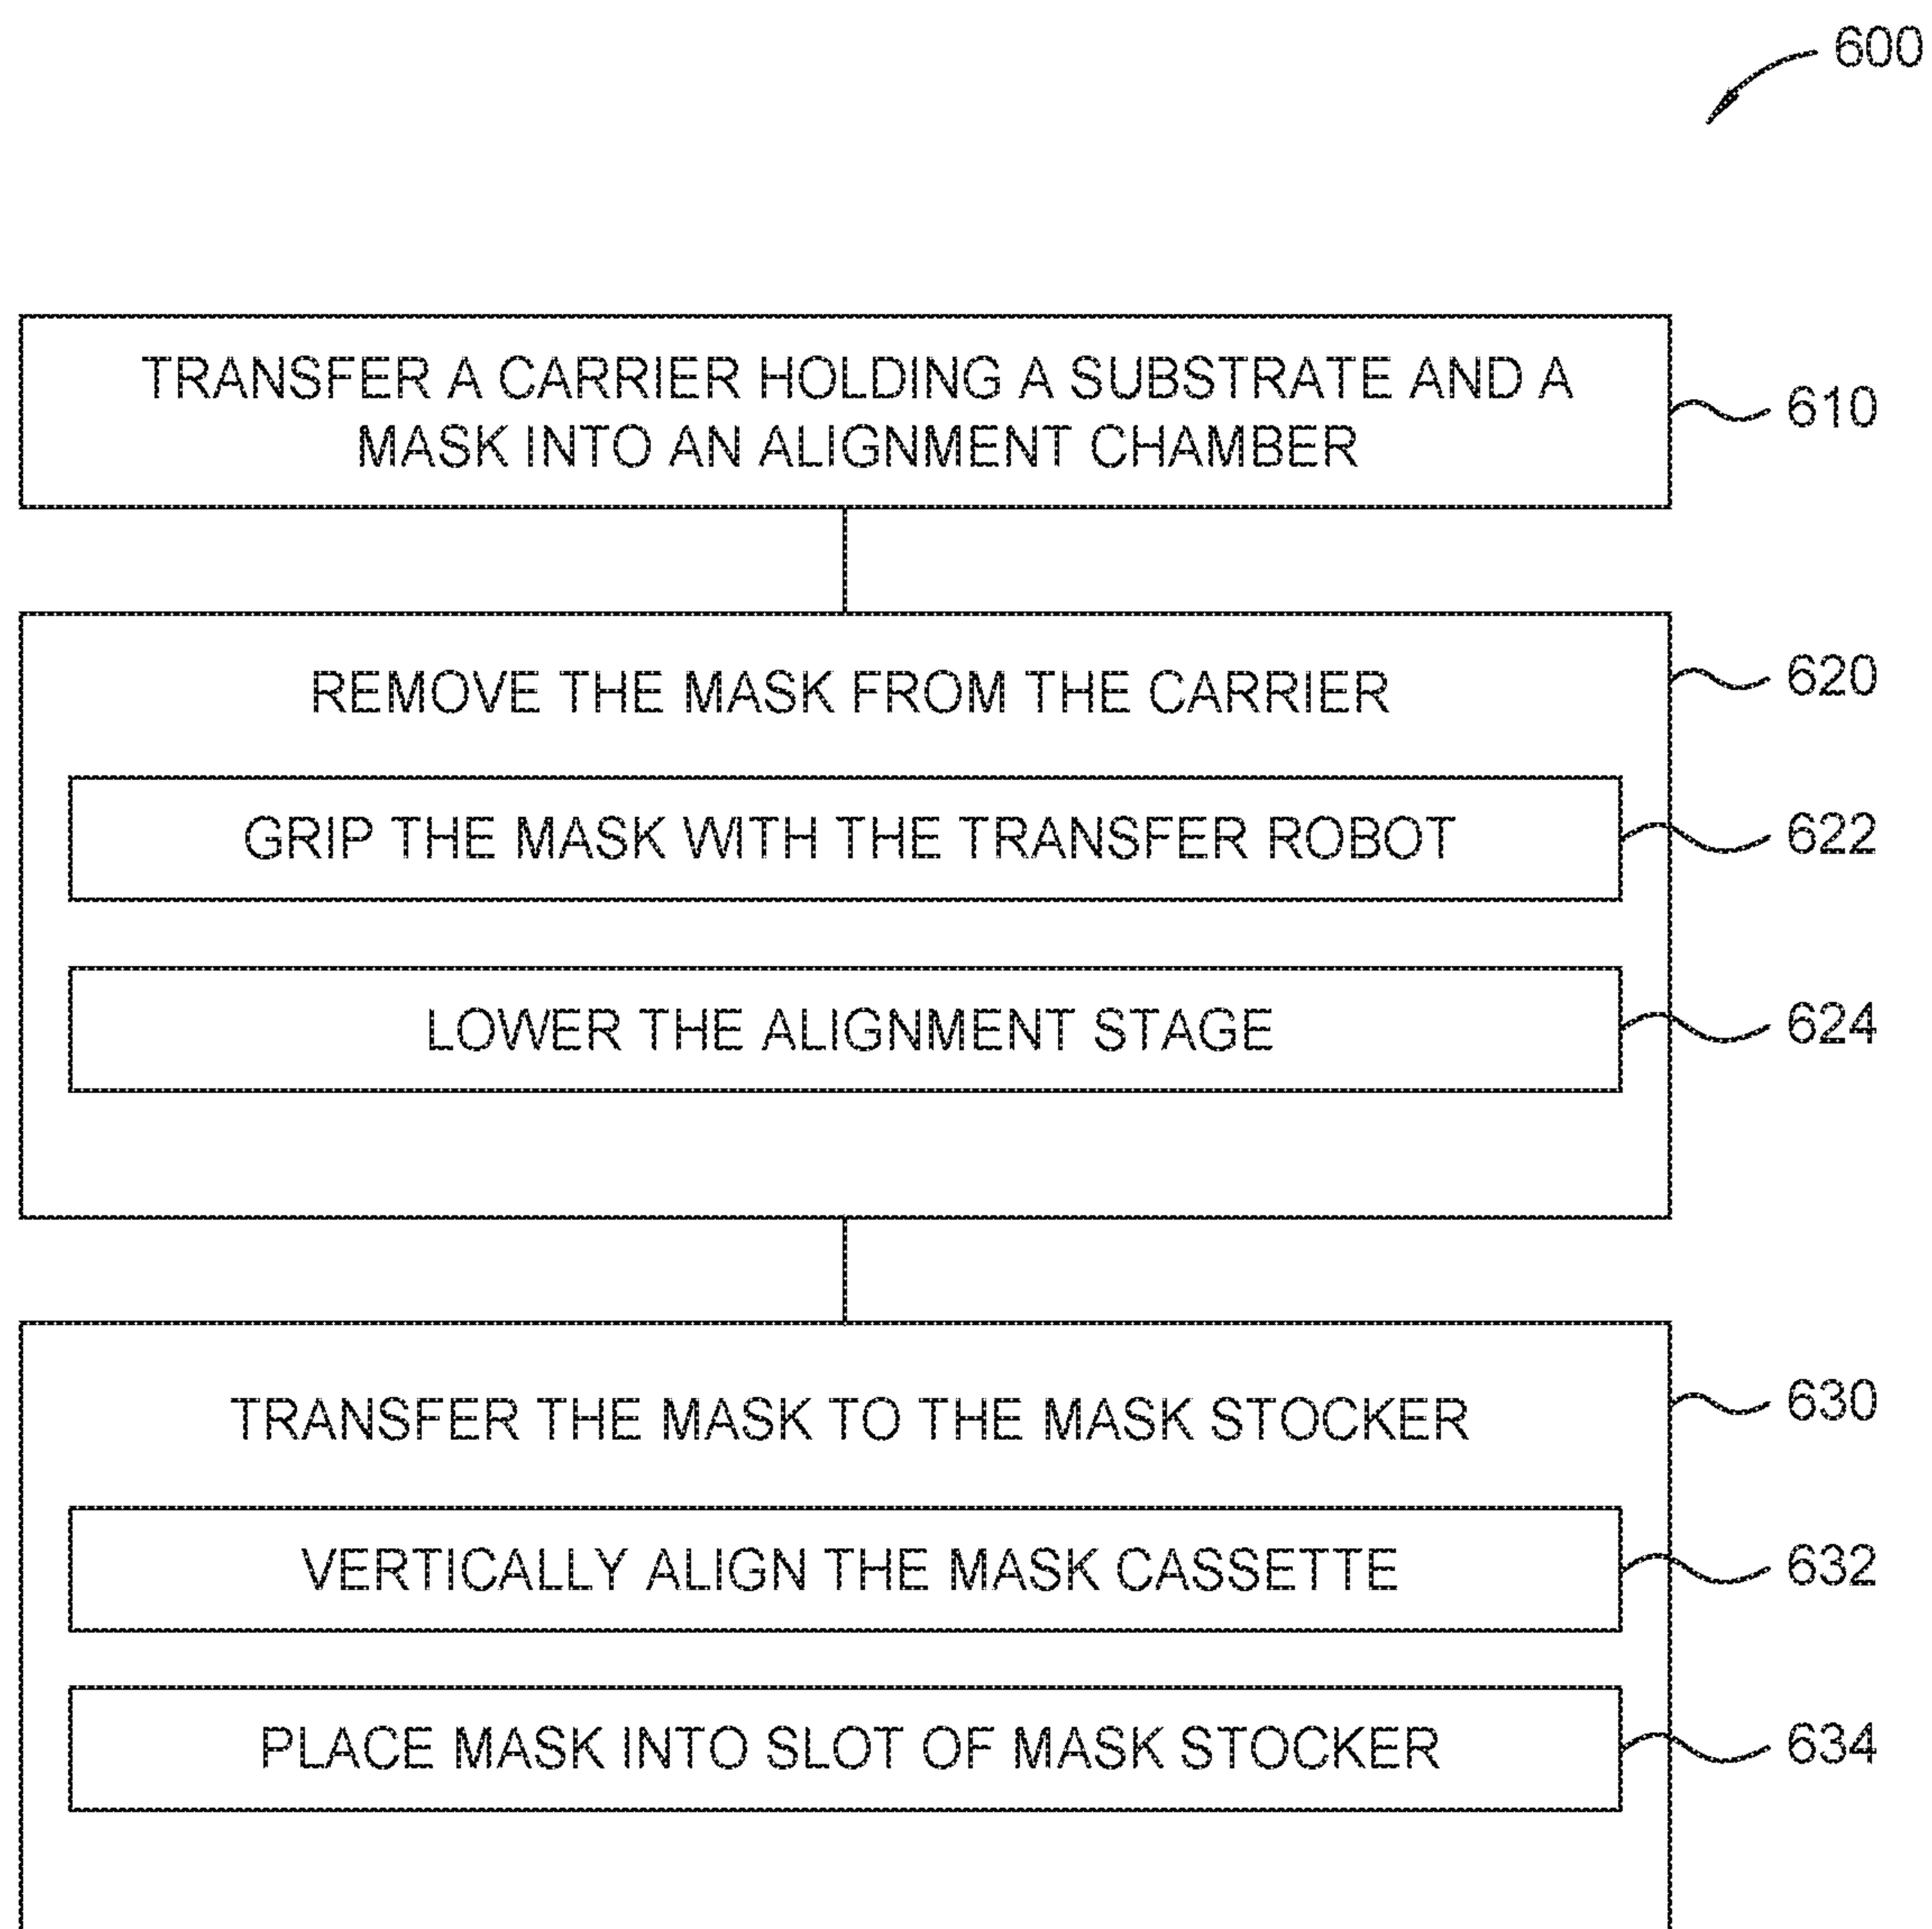 600
TRANSFER A CARRIER HOLDING A SUBSTRATE AND A
MASK INTO AN ALIGNMENT CHAMBER
610
REMOVE THE MASK FROM THE CARRIER
620
GRIP THE MASK WITH THE TRANSFER ROBOT
622
LOWER THE ALIGNMENT STAGE
624
TRANSFER THE MASK TO THE MASK STOCKER
630
VERTICALLY ALIGN THE MASK CASSETTE
632
PLACE MASK INTO SLOT OF MASK STOCKER
634